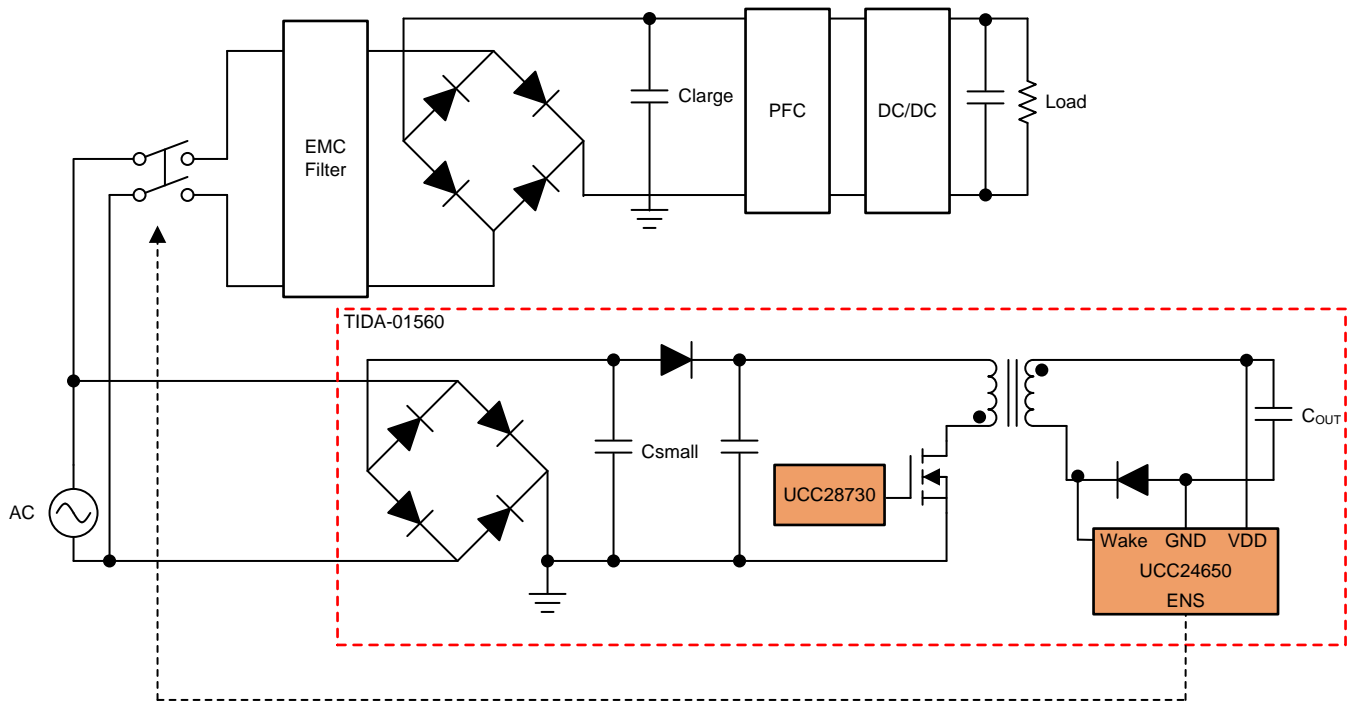 Clarge
PFC
DC/DC
Load
EMC
Filter
TIDA-01560
Csmall
COUT
UCC28730
AC
Wake GND VDD
UCC24650
ENS